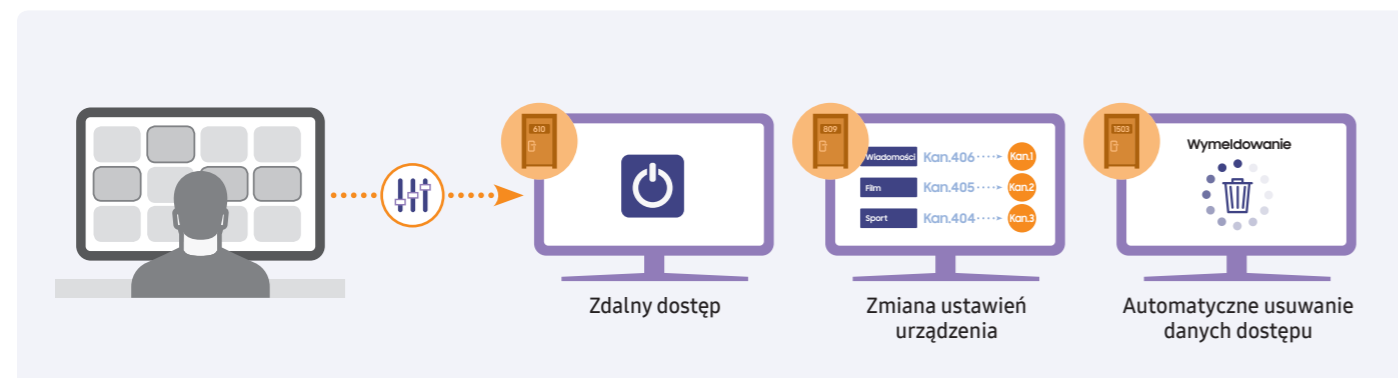 610
Zdalny dostęp
809
Wiadomości Kan.406 Kan.1
Film Kan.405 Kan.2
Sport Kan.404 Kan.3
Zmiana ustawień
urządzenia
1503
Wymeldowanie
Automatyczne usuwanie
danych dostępu